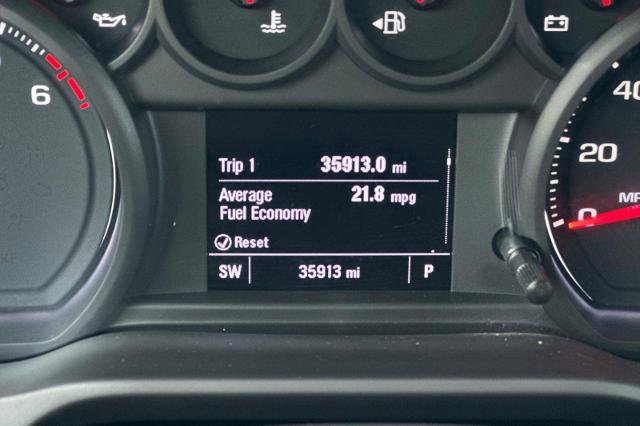 6
Trip 1 35913.0 mi
Average 21.8 mpg
Fuel Economy
Reset
SW 35913 mi P
40
20
0